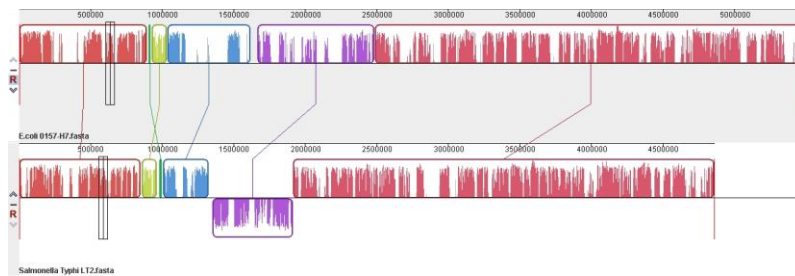 500000 1000000 1500000 2000000 2500000 3000000 3500000 4000000 4500000 5000000
R
E.coli 0157-H7.fasta
500000 1000000 1500000 2000000 2500000 3000000 3500000 4000000 4500000
R
Salmonella Typhi LT2.fasta